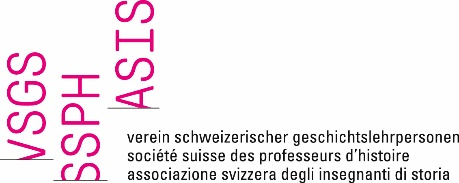 VSGS
SSPH
ASIS
verein schweizerischer geschichtslehrpersonen
société suisse des professeurs d'histoire
associazione svizzera degli insegnanti di storia